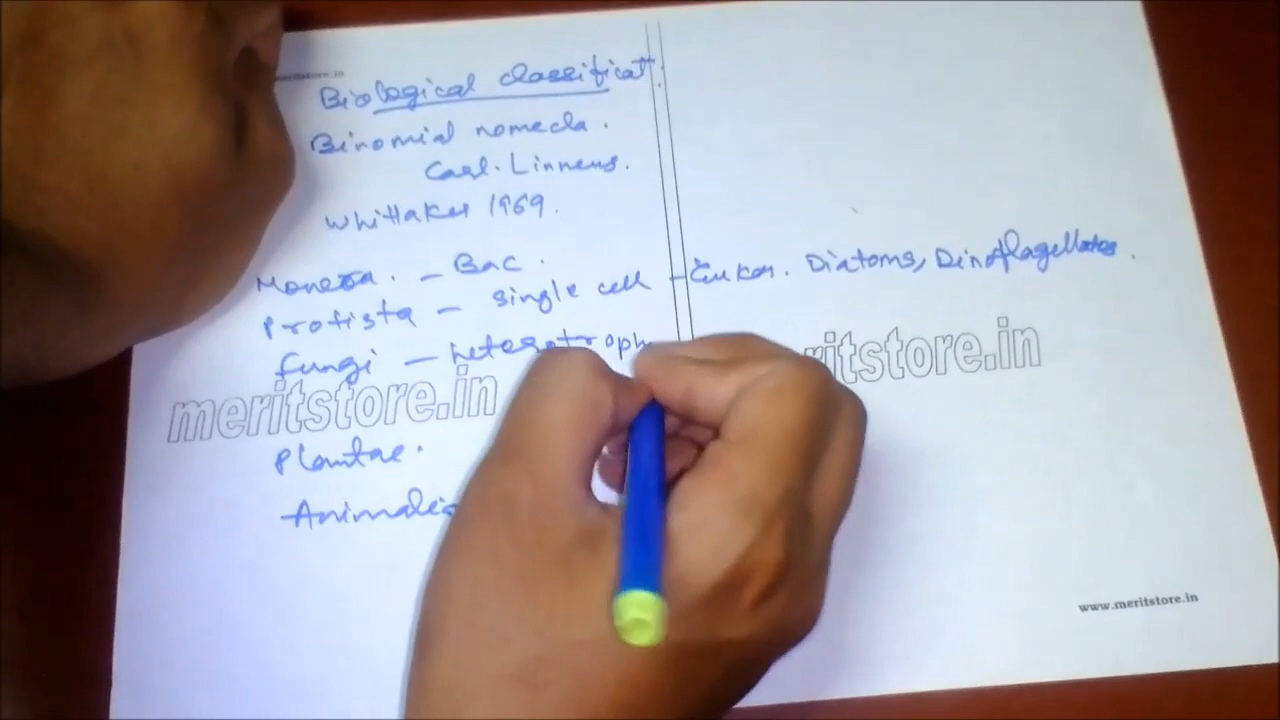 meritstore.in
Biological classificat.
Binomial nomecla.
Carl. Linneus.
Whittaker 1969.
Monera. - Bac.
Protista - Single cell - Eukar. Diatoms, Dinoflagellates.
fungi - heterotroph
meritstore.in
ritstore.in
Plantae.
Animalia
www.meritstore.in